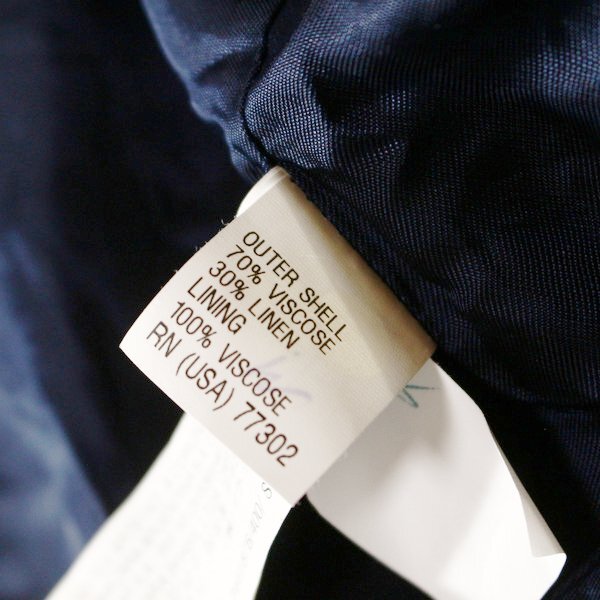 OUTER SHELL
70% VISCOSE
30% LINEN
LINING
100% VISCOSE
RN (USA) 77302